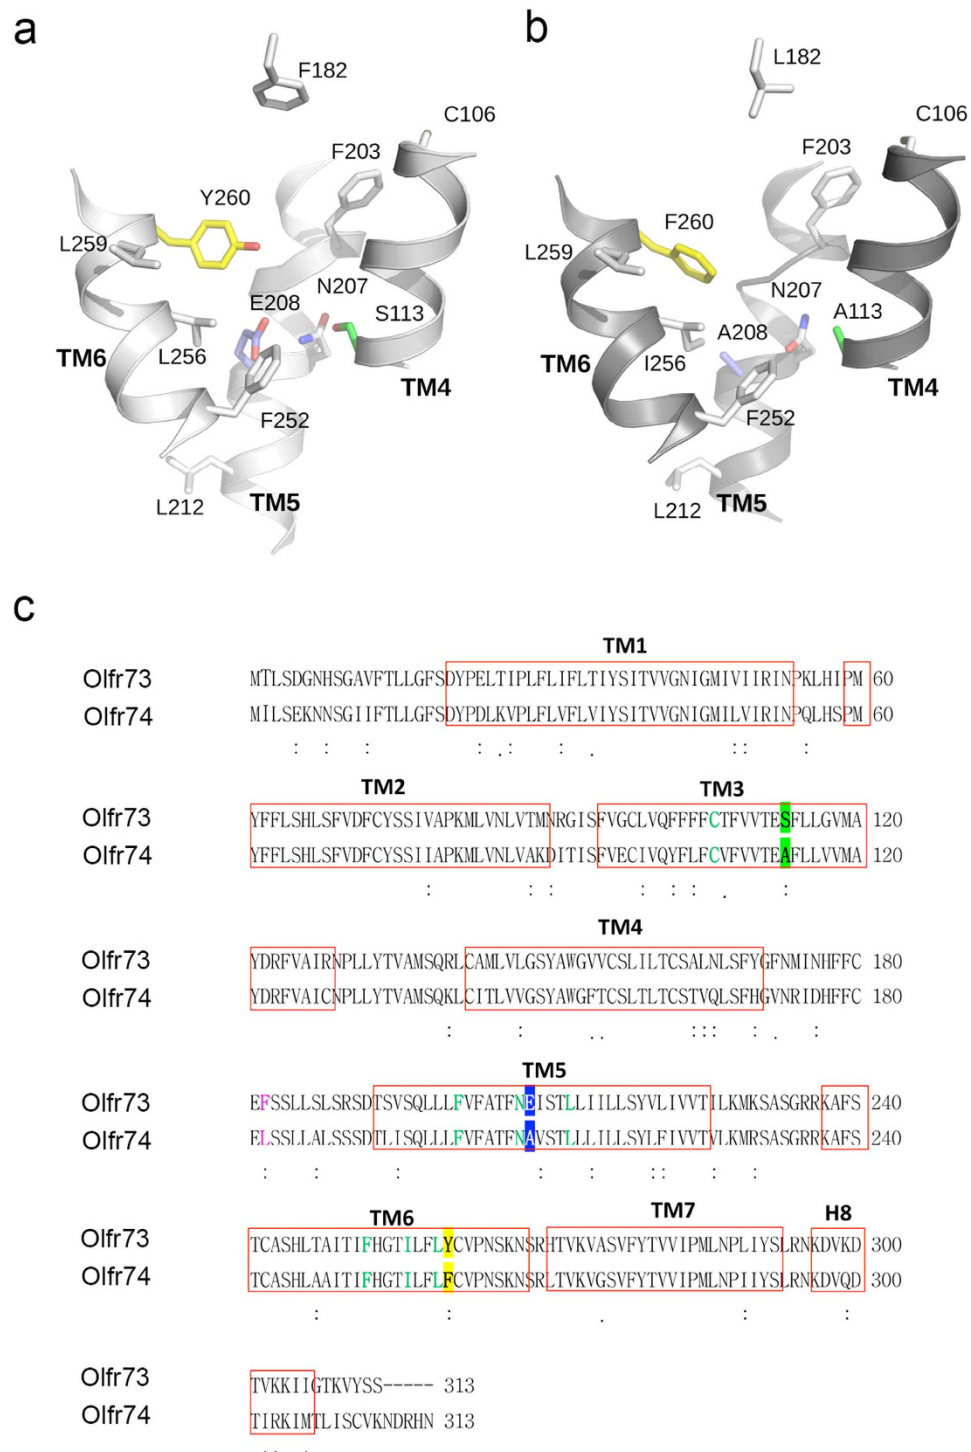 a
b
F182
C106
F203
Y260
L259
N207
E208
S113
L256
TM6
TM4
F252
L212
TM5
L182
C106
F203
F260
L259
N207
A208
A113
TM6
I256
TM4
F252
L212
TM5
c
TM1
Olfr73 MTLSDGNHSGAVFTLLGFSDYPELTIPLFLIFLTIYSITVVGNIGMIVIIRINPKLHIPM 60
Olfr74 MILSEKNNSGIIFTLLGFSDYPDLKVPLFLVFLVIYSITVVGNIGMILVIRINPQLHSPM 60
: : : : .: : . :: :
TM2 TM3
Olfr73 YFFLSHLSFVDFCYSSIVAPKMLVNLVTMNRGISFVGCLVQFFFFCTFVVTESFLLGVMA 120
Olfr74 YFFLSHLSFVDFCYSSIIAPKMLVNLVAKDITISFVECIVQYFLFCVFVVTEAFLLVVMA 120
: : : : : : . :
TM4
Olfr73 YDRFVAIRNPLLYTVAMSQRLCAMLVLGSYAWGVVCSLILTCSALNLSFYGFNMINHFFC 180
Olfr74 YDRFVAICNPLLYTVAMSQKLCITLVVGSYAWGFTCSLTLTCSTVQLSFHGVNRIDHFFC 180
: : .. ::: : . :
TM5
Olfr73 EFSSLLSLSRSDTSVSQLLLFVFATFNEISTLLIILLSYVLIVVTILKMKSASGRRKAFS 240
Olfr74 ELSSLLALSSSDTLISQLLLFVFATFNAVSTLLIILLSYLFIVVTVLKMRSASGRRKAFS 240
: : : : : :: : :
TM6 TM7 H8
Olfr73 TCASHLTAITIFHGTILFLYCVPNSKNSRHTVKVASVFYTVVIPMLNPLIYSLRNKDVKD 300
Olfr74 TCASHLAAITIFHGTILFLFCVPNSKNSRLTVKVGSVFYTVVIPMLNPIIYSLRNKDVQD 300
: : . : :
Olfr73 TVKKIIGTKVYSS----- 313
Olfr74 TIRKIMTLISCVKNDRHN 313